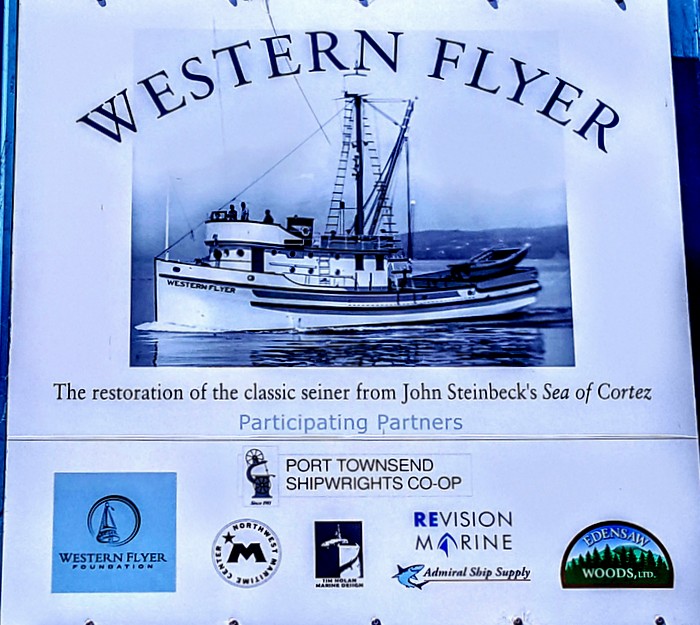 WESTERN FLYER
WESTERN FLYER
The restoration of the classic seiner from John Steinbeck's Sea of Cortez
Participating Partners
PORT TOWNSEND
SHIPWRIGHTS CO-OP
Since 1981
WESTERN FLYER
FOUNDATION
NORTHWEST
M
MARITIME CENTER
TIM NOLAN
MARINE DESIGN
REVISION
MARINE
Admiral Ship Supply
EDENSAW
WOODS, LTD.